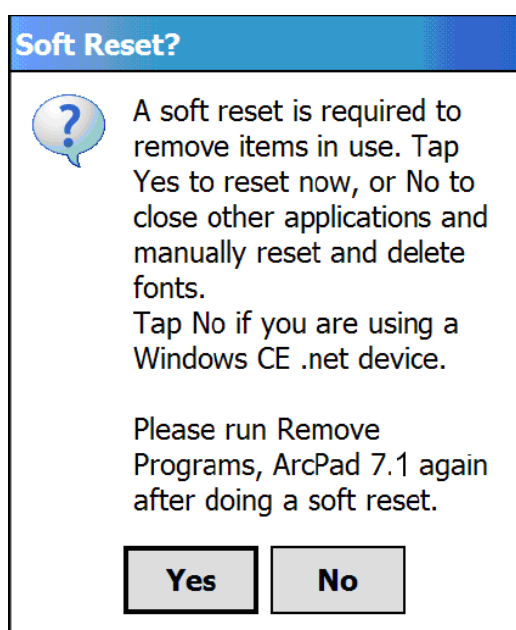 Soft Reset?
?
A soft reset is required to
remove items in use. Tap
Yes to reset now, or No to
close other applications and
manually reset and delete
fonts.
Tap No if you are using a
Windows CE .net device.
Please run Remove
Programs, ArcPad 7.1 again
after doing a soft reset.
Yes No